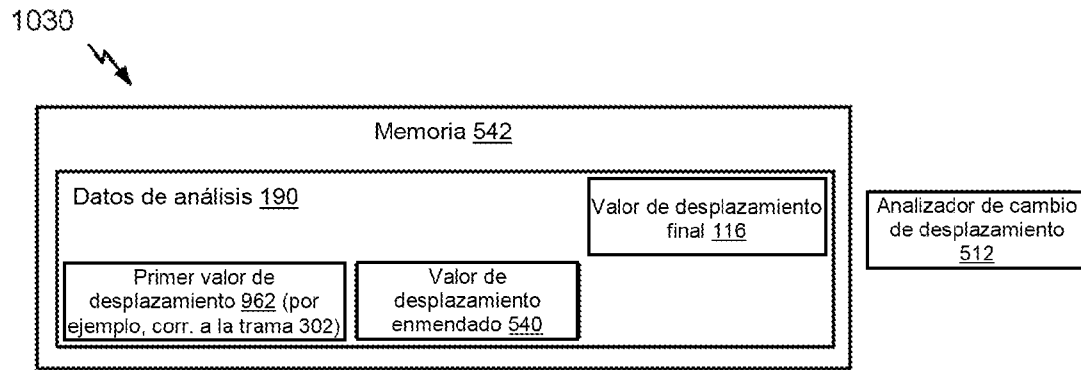 1030
Memoria 542
Datos de análisis 190
Valor de desplazamiento
final 116
Analizador de cambio
de desplazamiento
512
Primer valor de
desplazamiento 962 (por
ejemplo, corr. a la trama 302)
Valor de
desplazamiento
enmendado 540